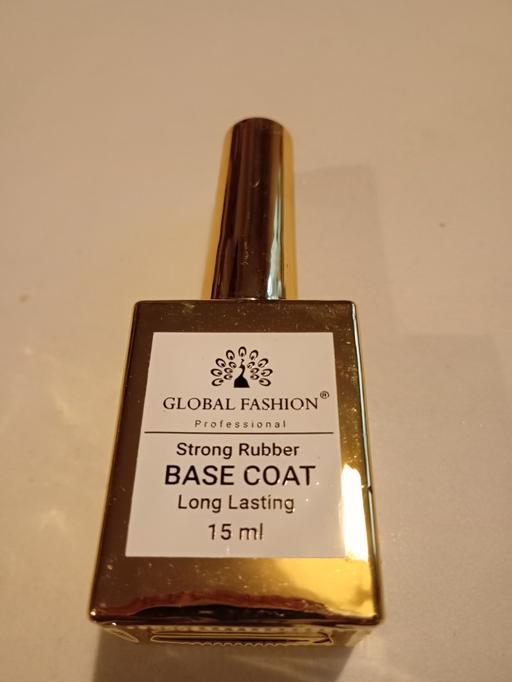 GLOBAL FASHION®
Professional
Strong Rubber
BASE COAT
Long Lasting
15 ml